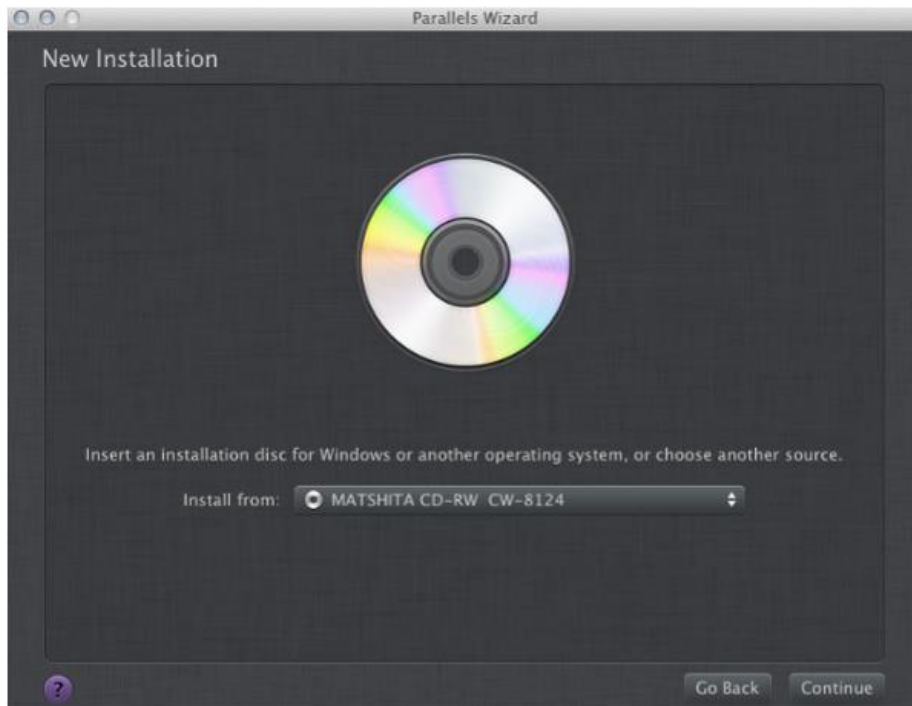 Parallels Wizard
New Installation
Insert an installation disc for Windows or another operating system, or choose another source.
Install from: MATSHITA CD-RW CW-8124
?
Go Back Continue